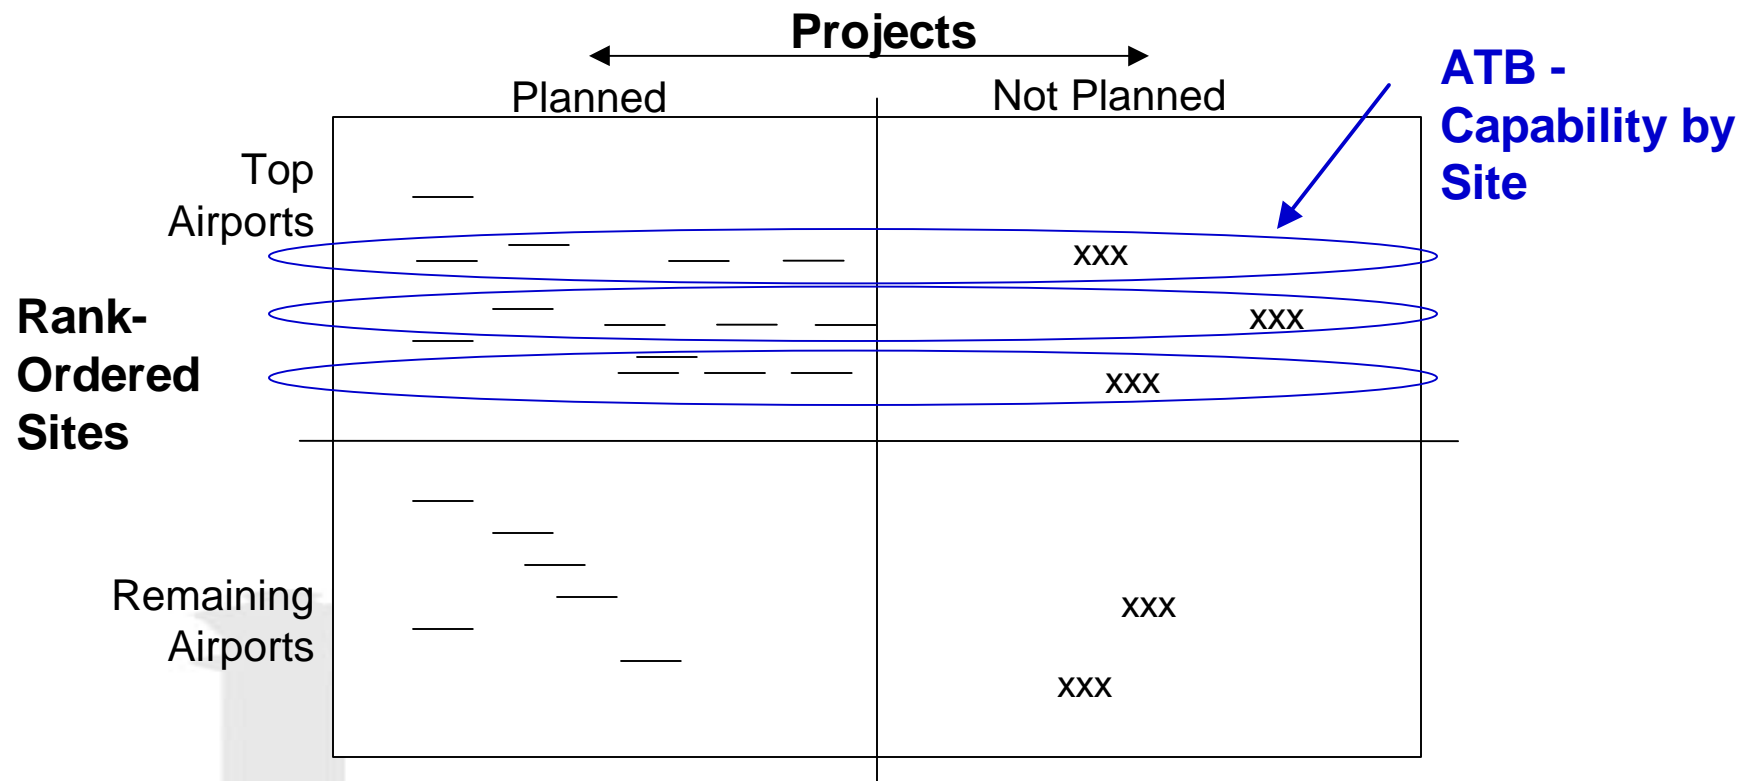 Projects
Planned
Not Planned
ATB -
Capability by
Site
Top
Airports
xxx
Rank-
Ordered
Sites
xxx
xxx
Remaining
Airports
xxx
xxx